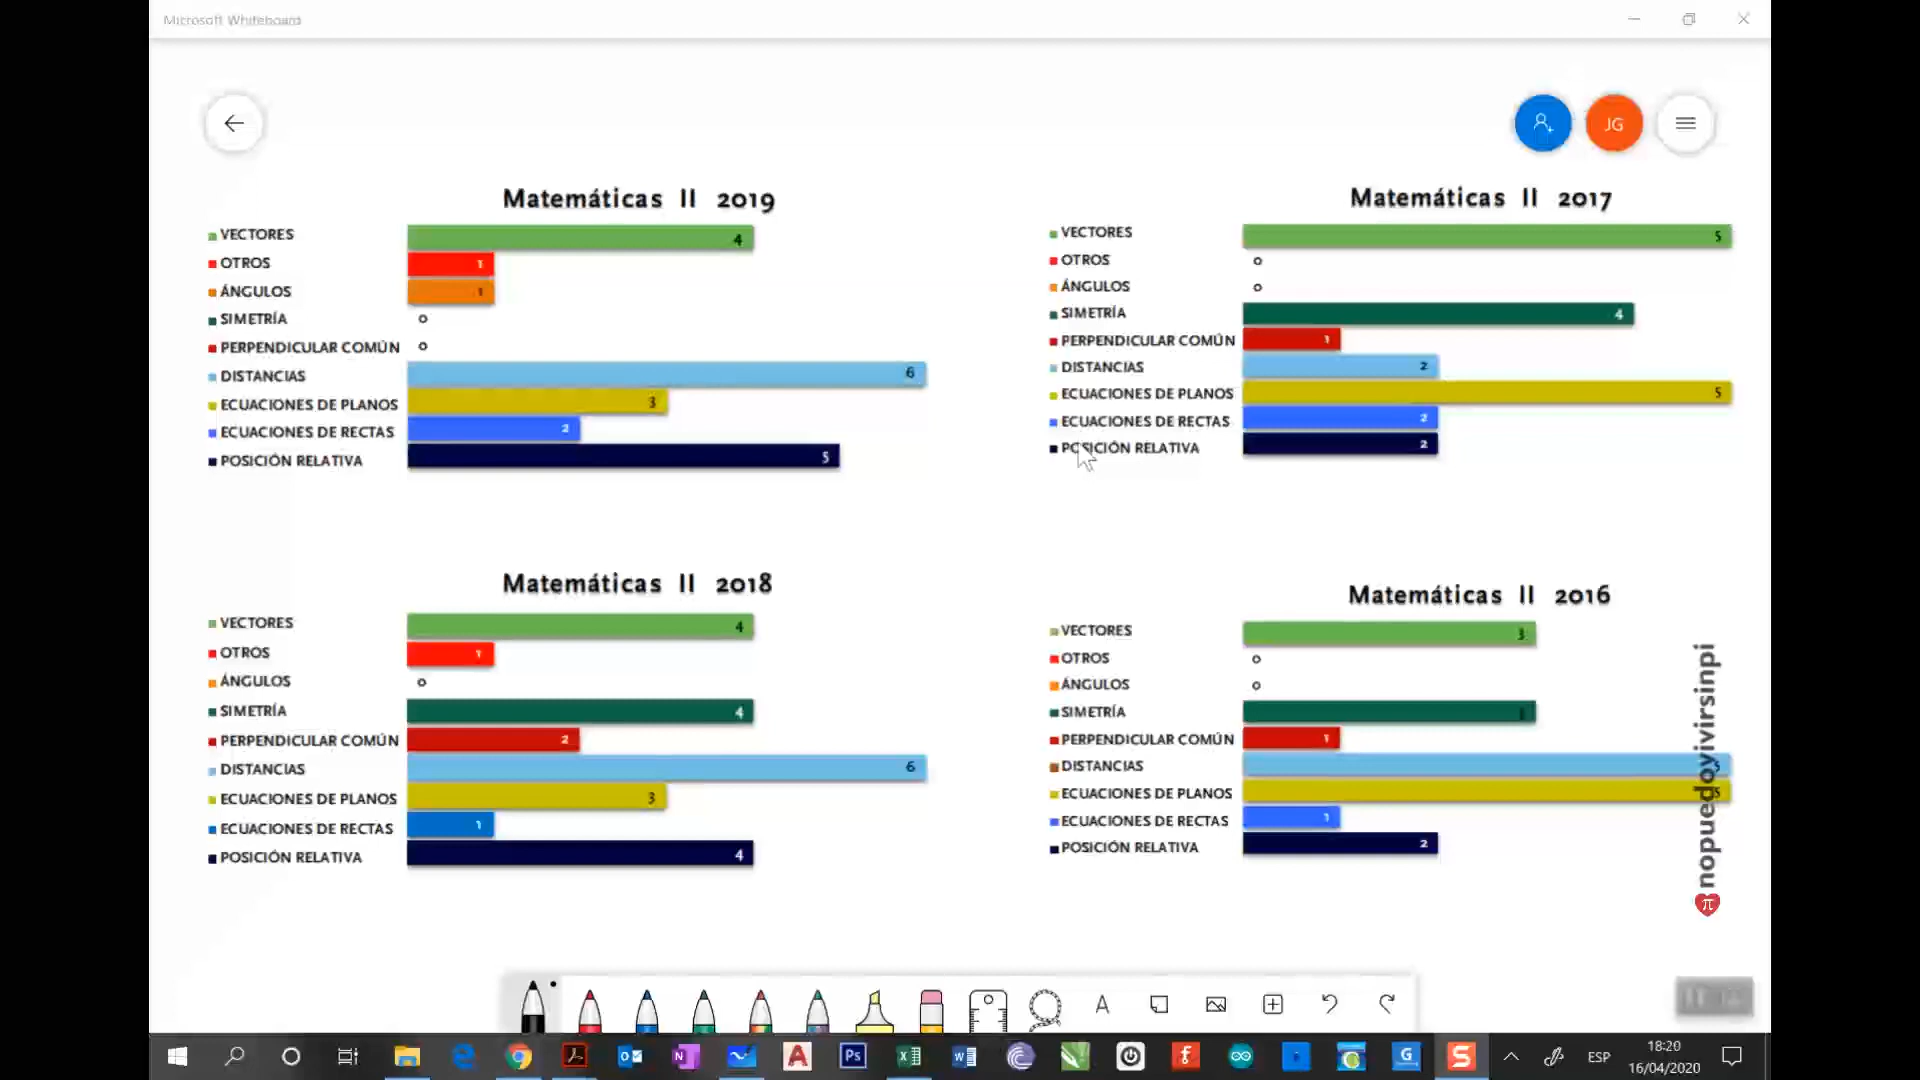 Microsoft Whiteboard
JG
Matemáticas II 2019
VECTORES 4
OTROS 1
ÁNGULOS 1
SIMETRÍA 0
PERPENDICULAR COMÚN 0
DISTANCIAS 6
ECUACIONES DE PLANOS 3
ECUACIONES DE RECTAS 2
POSICIÓN RELATIVA 5
Matemáticas II 2017
VECTORES 5
OTROS 0
ÁNGULOS 0
SIMETRÍA 4
PERPENDICULAR COMÚN 1
DISTANCIAS 2
ECUACIONES DE PLANOS 5
ECUACIONES DE RECTAS 2
POSICIÓN RELATIVA 2
Matemáticas II 2018
VECTORES 4
OTROS 1
ÁNGULOS 0
SIMETRÍA 4
PERPENDICULAR COMÚN 2
DISTANCIAS 6
ECUACIONES DE PLANOS 3
ECUACIONES DE RECTAS 1
POSICIÓN RELATIVA 4
Matemáticas II 2016
VECTORES 3
OTROS 0
ÁNGULOS 0
SIMETRÍA
PERPENDICULAR COMÚN 1
DISTANCIAS 5
ECUACIONES DE PLANOS 5
ECUACIONES DE RECTAS 1
POSICIÓN RELATIVA 2
nopuedovivirsinpi
π
A
Ps
ESP
18:20
16/04/2020